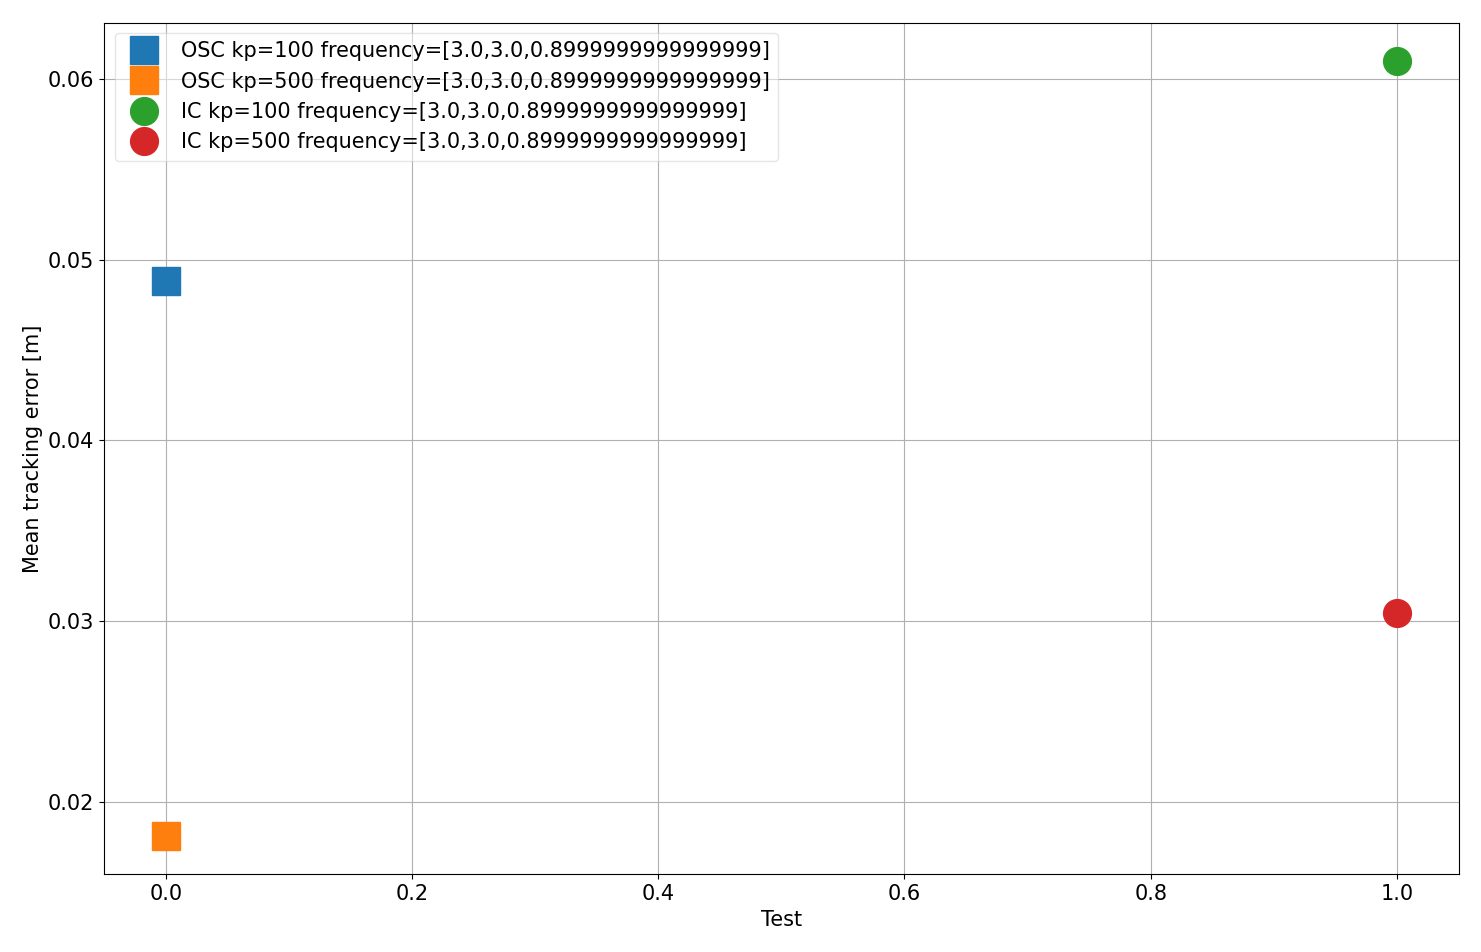 OSC kp=100 frequency=[3.0,3.0,0.8999999999999999]
OSC kp=500 frequency=[3.0,3.0,0.8999999999999999]
IC kp=100 frequency=[3.0,3.0,0.8999999999999999]
IC kp=500 frequency=[3.0,3.0,0.8999999999999999]
Mean tracking error [m]
0.06
0.05
0.04
0.03
0.02
0.0
0.2
0.4
0.6
0.8
1.0
Test